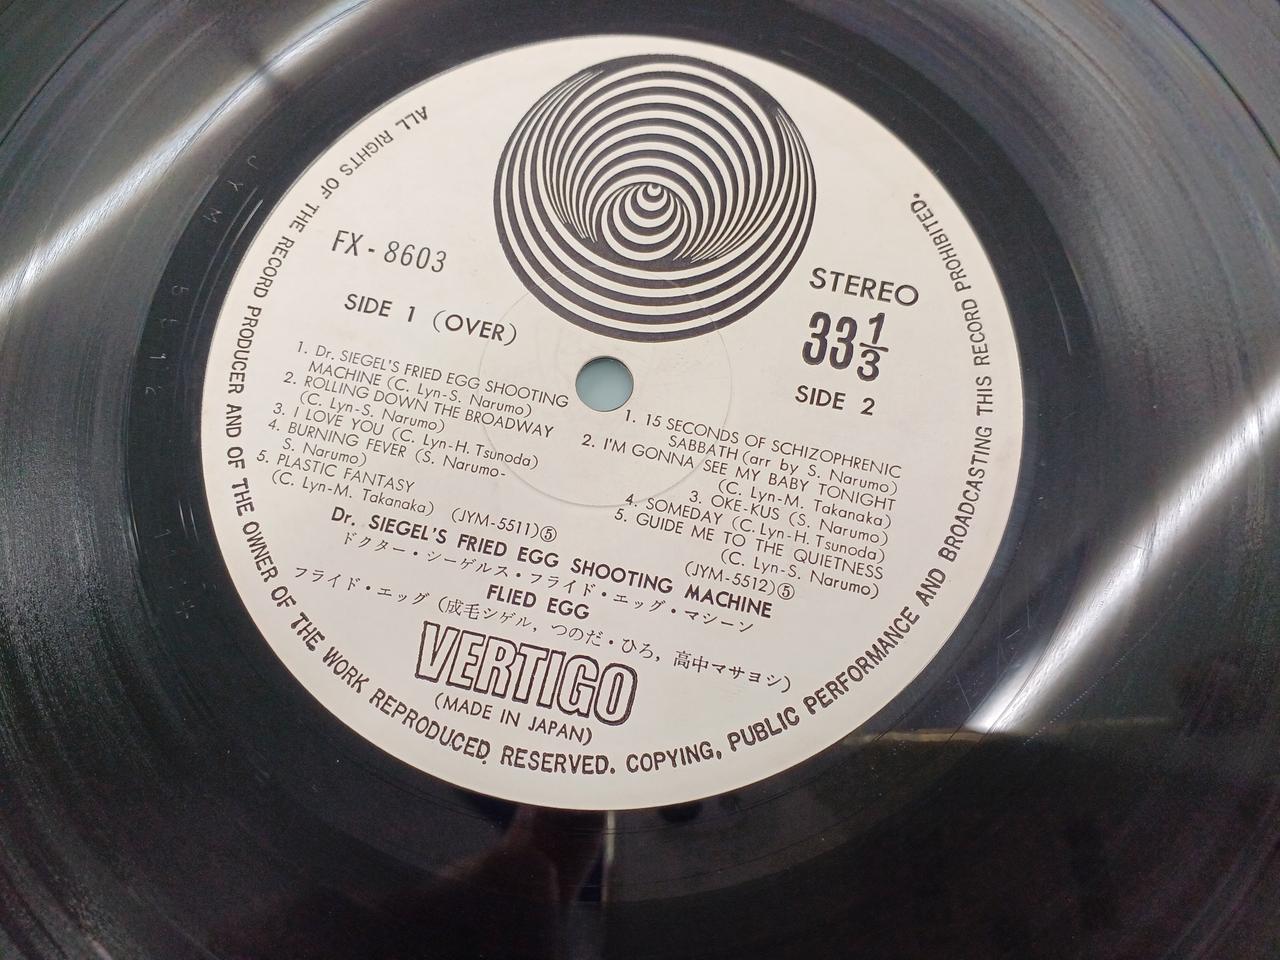 ALL RIGHTS OF THE RECORD PRODUCER AND OF THE OWNER OF THE WORK REPRODUCED RESERVED. COPYING, PUBLIC PERFORMANCE AND BROADCASTING THIS RECORD PROHIBITED.
FX-8603
SIDE 1 (OVER)
1. Dr. SIEGEL'S FRIED EGG SHOOTING
MACHINE (C. Lyn-S. Narumo)
2. ROLLING DOWN THE BROADWAY
(C. Lyn-S. Narumo)
3. I LOVE YOU (C. Lyn-H. Tsunoda)
4. BURNING FEVER (S. Narumo-
S. Narumo)
5. PLASTIC FANTASY
(C. Lyn-M. Takanaka) (JYM-5511)⑤
STEREO
33 1/3
SIDE 2
1. 15 SECONDS OF SCHIZOPHRENIC
SABBATH (arr by S. Narumo)
2. I'M GONNA SEE MY BABY TONIGHT
(C. Lyn-M. Takanaka)
3. OKE-KUS (S. Narumo)
4. SOMEDAY (C. Lyn-H. Tsunoda)
5. GUIDE ME TO THE QUIETNESS
(C. Lyn-S. Narumo)
(JYM-5512)⑤
Dr. SIEGEL'S FRIED EGG SHOOTING MACHINE
ドクター・シーゲルス・フライド・エッグ・マシーン
FLIED EGG
フライド・エッグ (成毛シゲル, つのだ・ひろ, 高中マサヨシ)
VERTIGO
(MADE IN JAPAN)